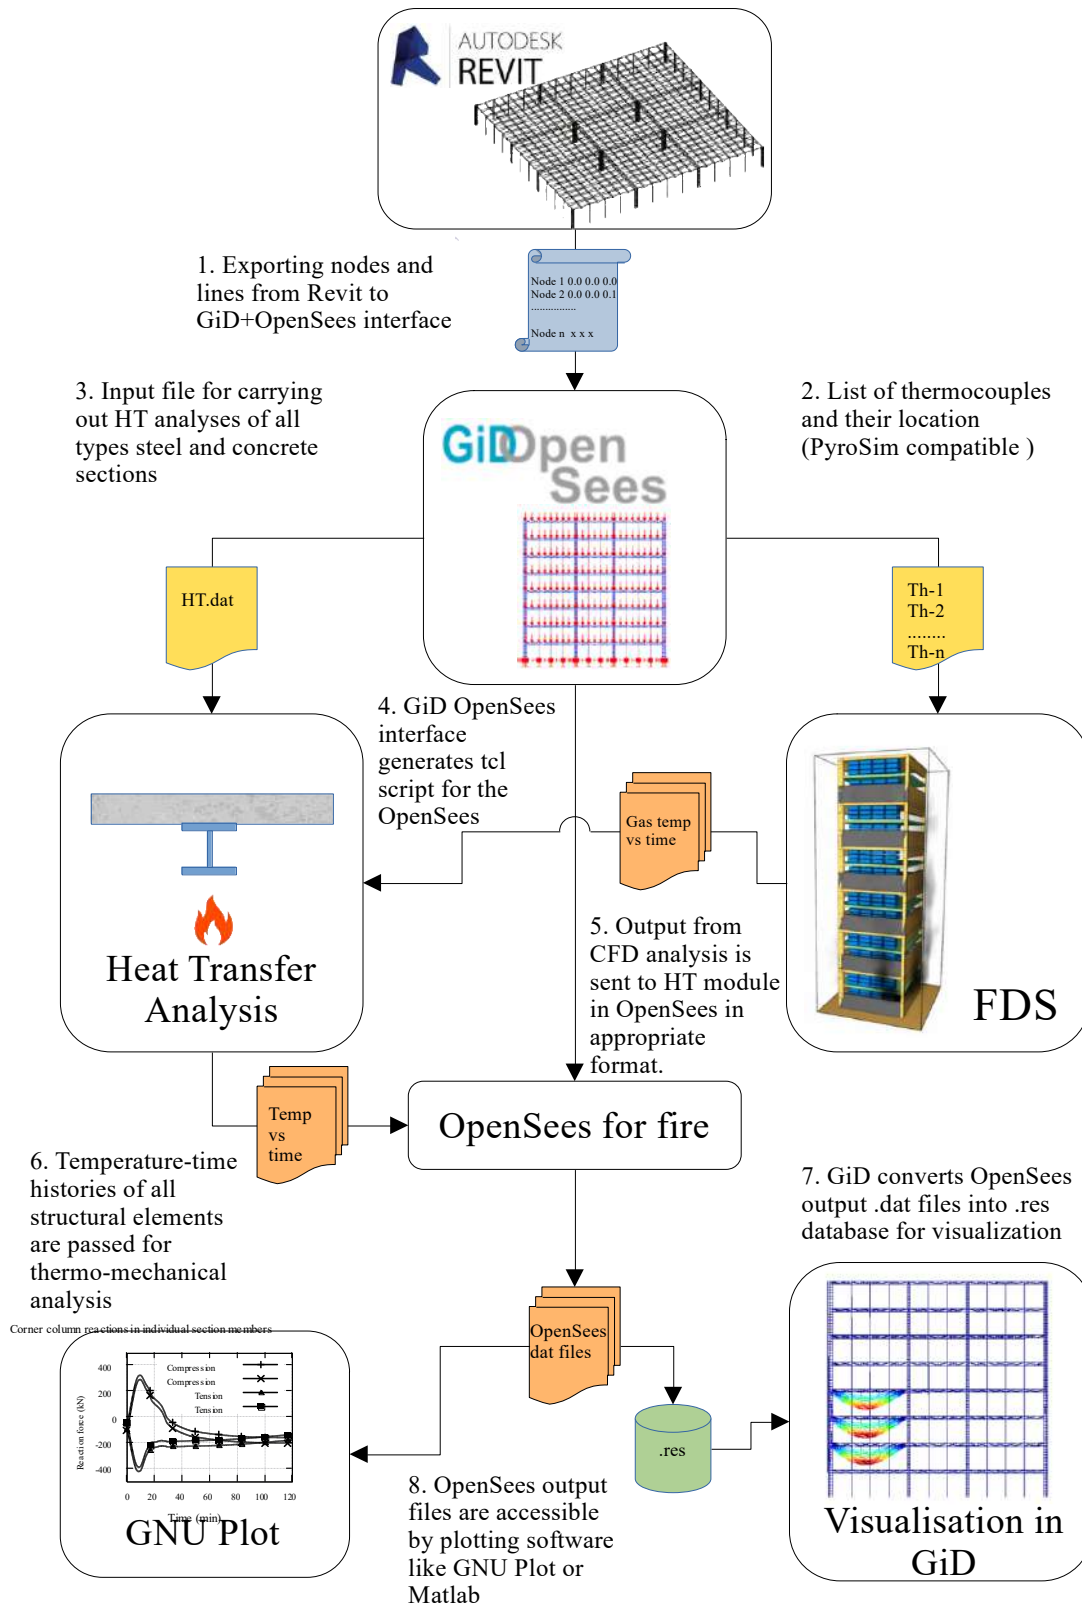 AUTODESK
REVIT
1. Exporting nodes and
lines from Revit to
GiD+OpenSees interface
Node 1 0.0 0.0 0.0
Node 2 0.0 0.0 0.1
................
Node n x x x
3. Input file for carrying
out HT analyses of all
types steel and concrete
sections
2. List of thermocouples
and their location
(PyroSim compatible )
GiDOpen
Sees
HT.dat
Th-1
Th-2
........
Th-n
4. GiD OpenSees
interface
generates tcl
script for the
OpenSees
Gas temp
vs time
Heat Transfer
Analysis
5. Output from
CFD analysis is
sent to HT module
in OpenSees in
appropriate
format.
FDS
Temp
vs
time
OpenSees for fire
6. Temperature-time
histories of all
structural elements
are passed for
thermo-mechanical
analysis
7. GiD converts OpenSees
output .dat files into .res
database for visualization
OpenSees
dat files
Corner column reactions in individual section members
Compression
Compression
Tension
Tension
Reaction force (kN)
400
200
0
-200
-400
0 20 40 60 80 100 120
Time (min)
GNU Plot
.res
8. OpenSees output
files are accessible
by plotting software
like GNU Plot or
Matlab
Visualisation in
GiD